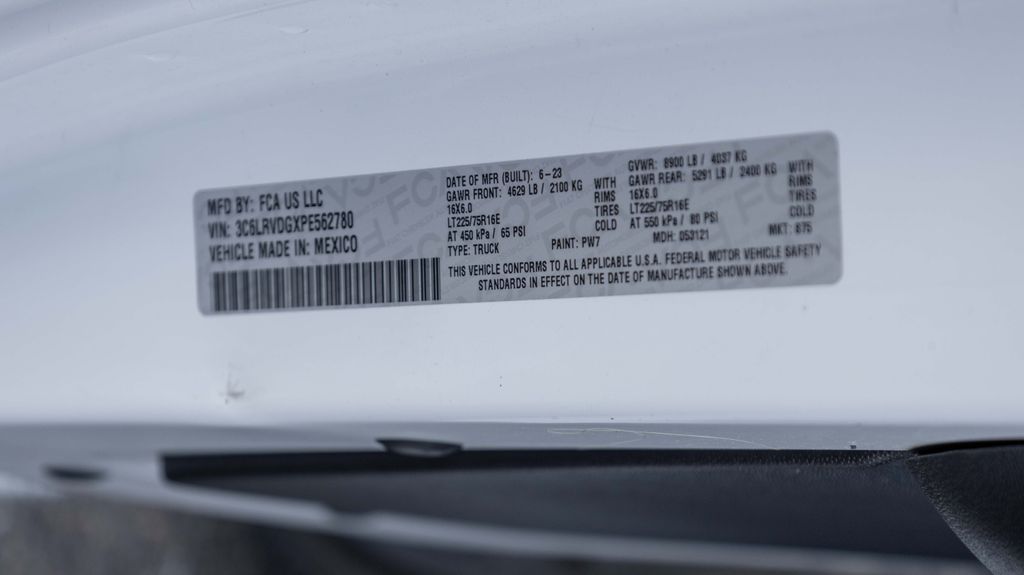 MFD BY: FCA US LLC
VIN: 3C6LRVDGXPE562780
VEHICLE MADE IN: MEXICO
DATE OF MFR (BUILT): 6-23
GAWR FRONT: 4629 LB / 2100 KG WITH
16X6.0 RIMS
LT225/75R16E TIRES
AT 450 kPa / 65 PSI COLD
TYPE: TRUCK PAINT: PW7
GVWR: 8900 LB / 4037 KG
GAWR REAR: 5291 LB / 2400 KG WITH
16X6.0 RIMS
LT225/75R16E TIRES
AT 550 kPa / 80 PSI COLD
MDH: 053121 MKT: 875
THIS VEHICLE CONFORMS TO ALL APPLICABLE U.S.A. FEDERAL MOTOR VEHICLE SAFETY
STANDARDS IN EFFECT ON THE DATE OF MANUFACTURE SHOWN ABOVE.